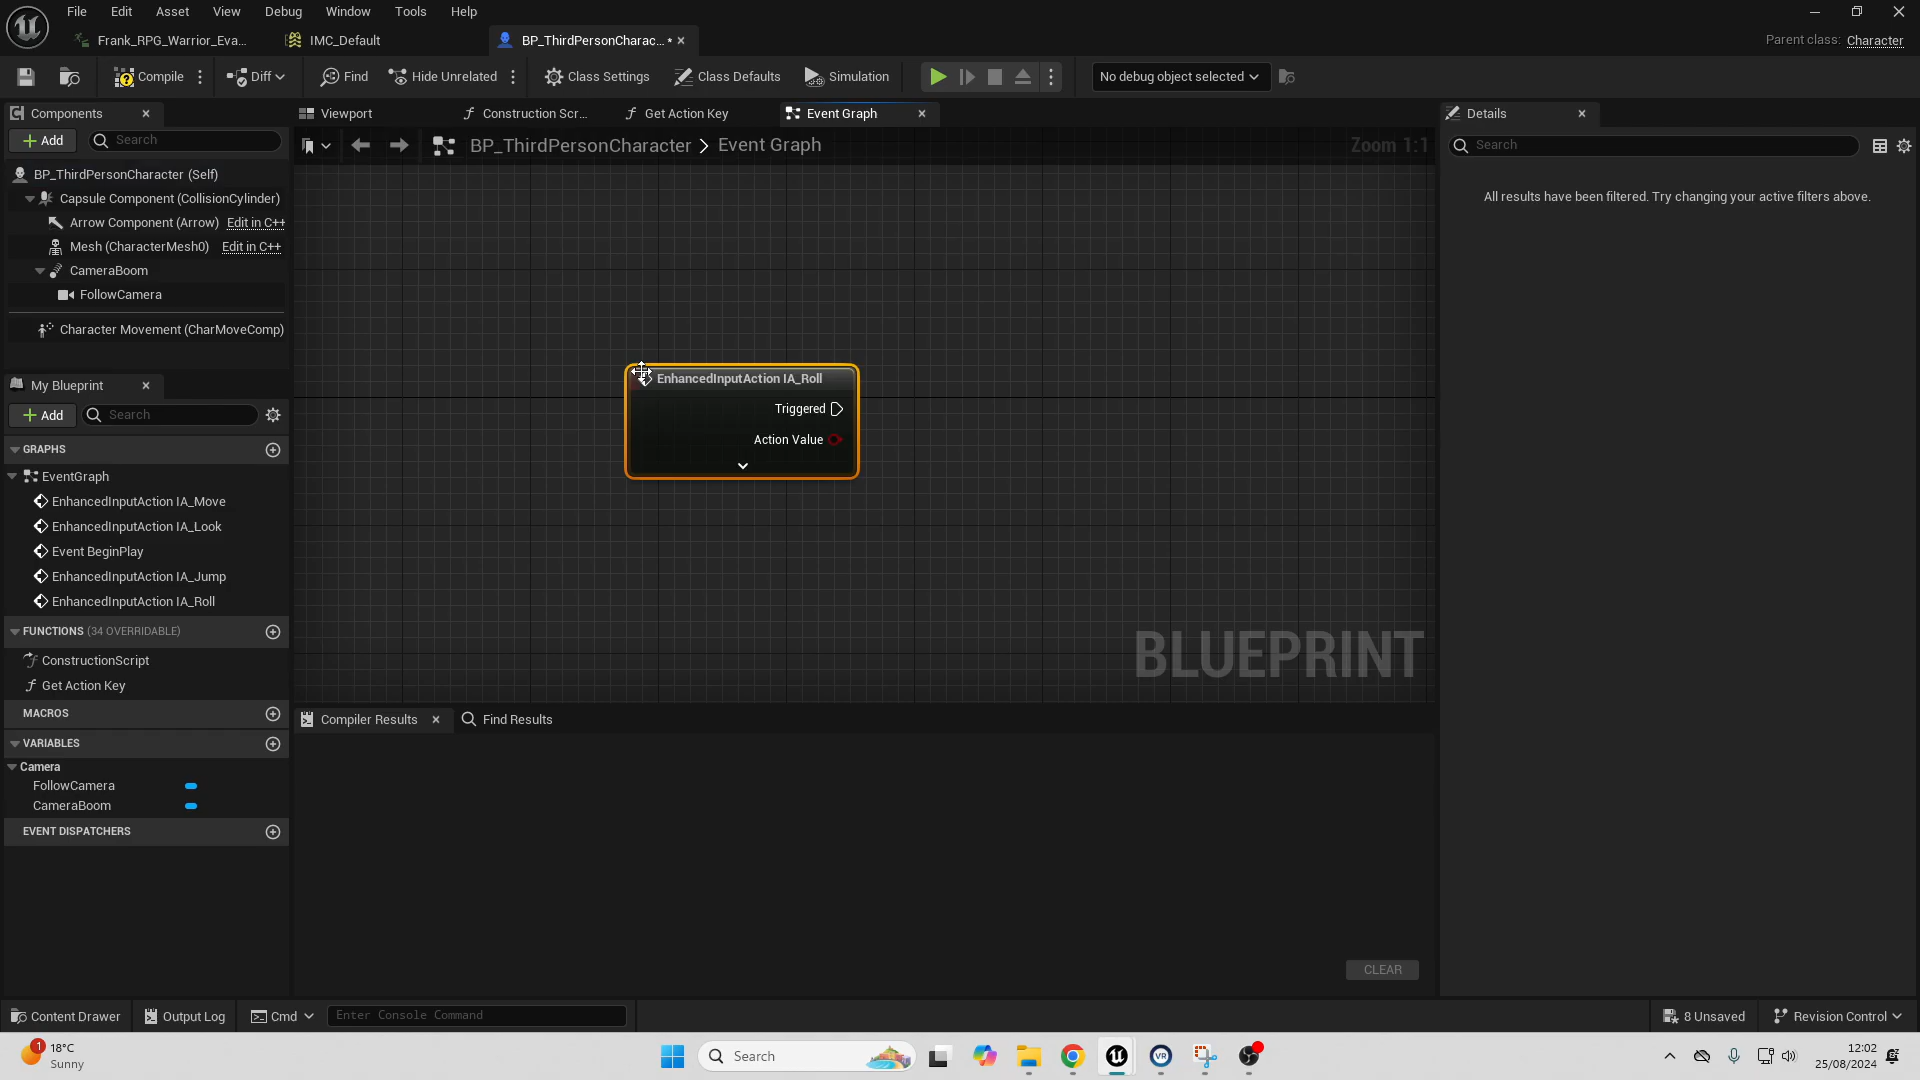 File Edit Asset View Debug Window Tools Help
Frank_RPG_Warrior_Eva... IMC_Default BP_ThirdPersonCharac... • Parent class: Character
Compile Diff Find Hide Unrelated Class Settings Class Defaults Simulation No debug object selected
Components Viewport Construction Scr... Get Action Key Event Graph Details
Add Search BP_ThirdPersonCharacter > Event Graph Zoom 1:1 Search
BP_ThirdPersonCharacter (Self)
All results have been filtered. Try changing your active filters above.
Capsule Component (CollisionCylinder)
Arrow Component (Arrow) Edit in C++
Mesh (CharacterMesh0) Edit in C++
CameraBoom
FollowCamera
Character Movement (CharMoveComp)
My Blueprint
Add Search
GRAPHS
EventGraph
EnhancedInputAction IA_Move
EnhancedInputAction IA_Look
Event BeginPlay
EnhancedInputAction IA_Jump
EnhancedInputAction IA_Roll
FUNCTIONS (34 OVERRIDABLE)
ConstructionScript
Get Action Key
MACROS
VARIABLES
Camera
FollowCamera
CameraBoom
EVENT DISPATCHERS
EnhancedInputAction IA_Roll
Triggered
Action Value
BLUEPRINT
Compiler Results Find Results
CLEAR
Content Drawer Output Log Cmd Enter Console Command 8 Unsaved Revision Control
1 18°C
Sunny
Search
VR
12:02
25/08/2024